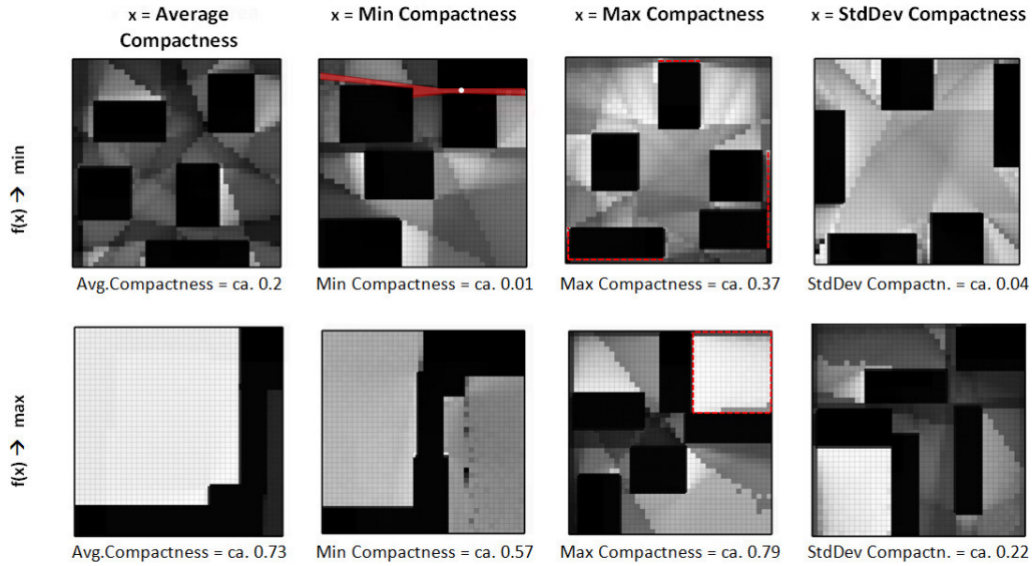 x = Average Compactness
x = Min Compactness
x = Max Compactness
x = StdDev Compactness
f(x) → min
Avg.Compactness = ca. 0.2
Min Compactness = ca. 0.01
Max Compactness = ca. 0.37
StdDev Compactn. = ca. 0.04
f(x) → max
Avg.Compactness = ca. 0.73
Min Compactness = ca. 0.57
Max Compactness = ca. 0.79
StdDev Compactn. = ca. 0.22